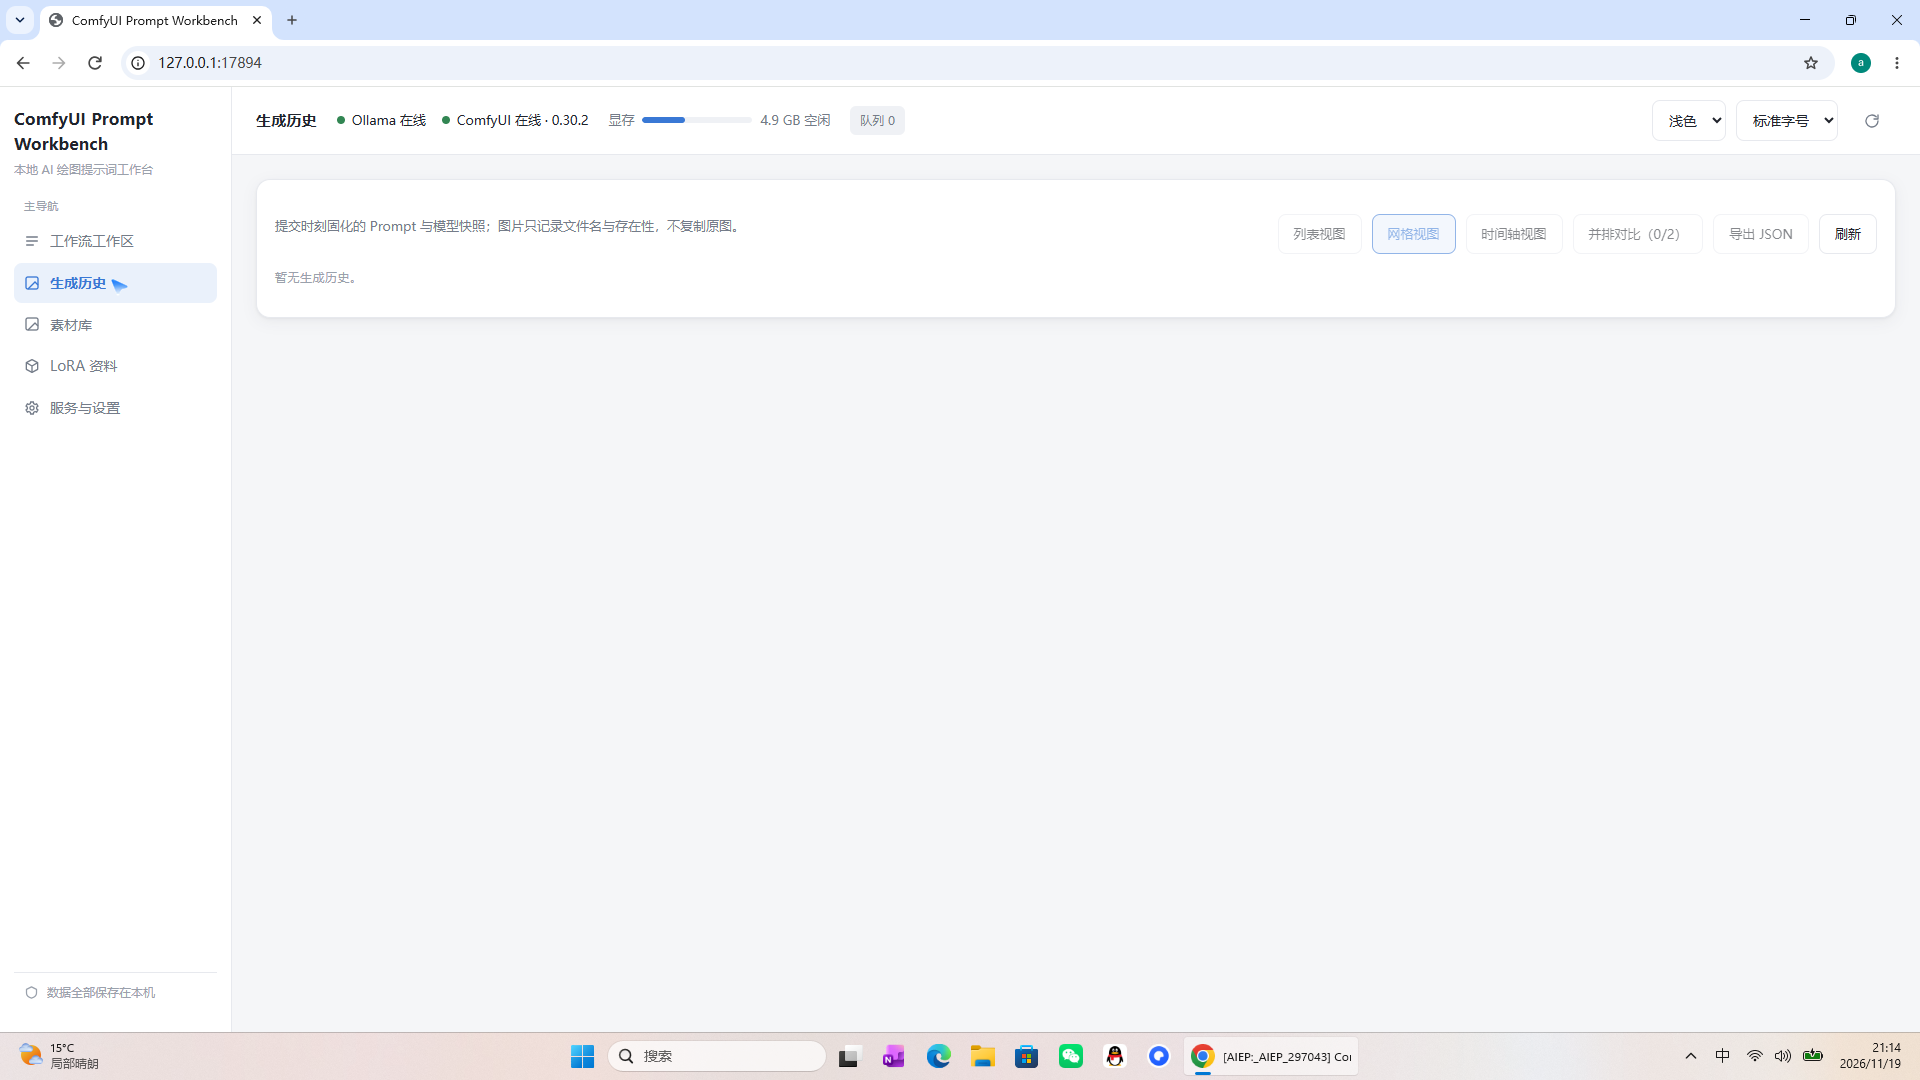 ComfyUI Prompt Workbench
127.0.0.1:17894
a
ComfyUI Prompt
Workbench
本地 AI 绘图提示词工作台
主导航
工作流工作区
生成历史
素材库
LoRA 资料
服务与设置
数据全部保存在本机
生成历史 Ollama 在线 ComfyUI 在线 · 0.30.2 显存 4.9 GB 空闲 队列 0
浅色 标准字号
提交时刻固化的 Prompt 与模型快照；图片只记录文件名与存在性，不复制原图。
列表视图 网格视图 时间轴视图 并排对比（0/2） 导出 JSON 刷新
暂无生成历史。
15°C
局部晴朗
搜索
N
[AIEP:_AIEP_297043] Co
中
21:14
2026/11/19